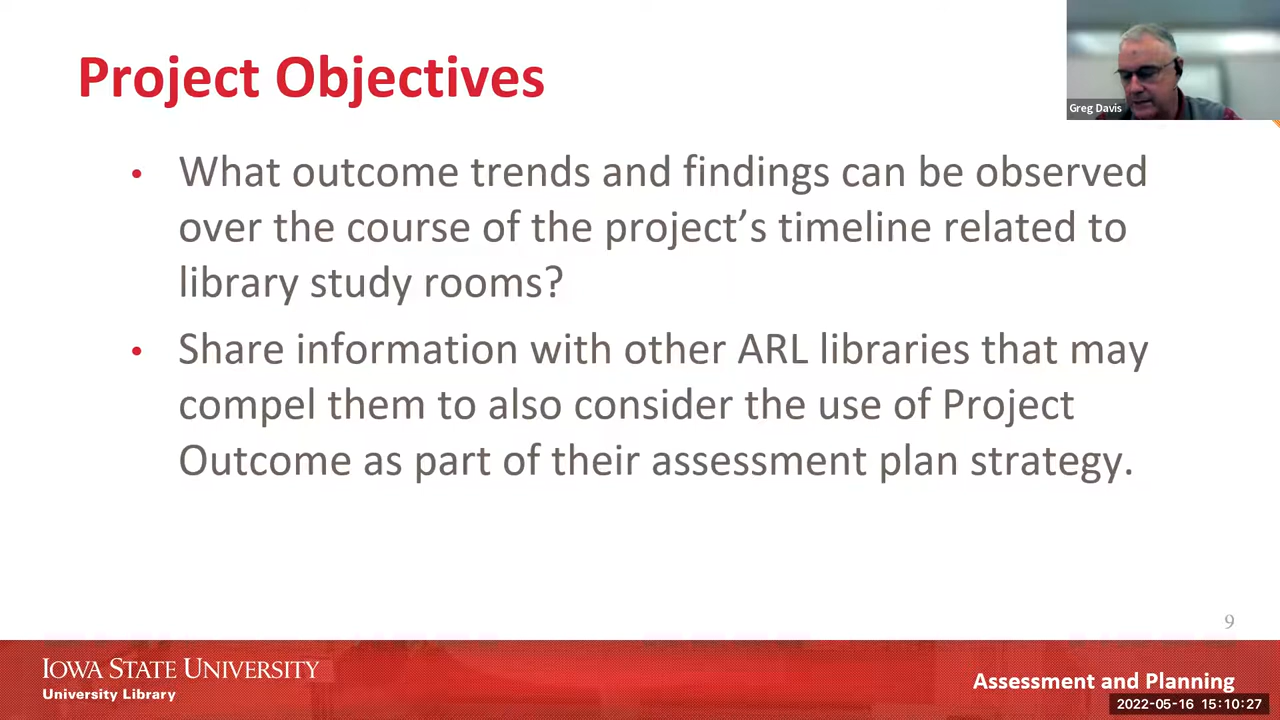 Project Objectives
Greg Davis
• What outcome trends and findings can be observed
over the course of the project’s timeline related to
library study rooms?
• Share information with other ARL libraries that may
compel them to also consider the use of Project
Outcome as part of their assessment plan strategy.
9
IOWA STATE UNIVERSITY
University Library
Assessment and Planning
2022-05-16 15:10:27